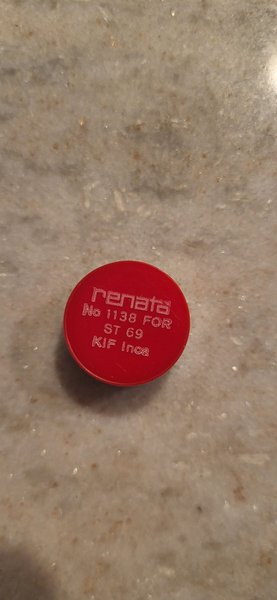 renata
No 1138 FOR
ST 69
KIF Inca